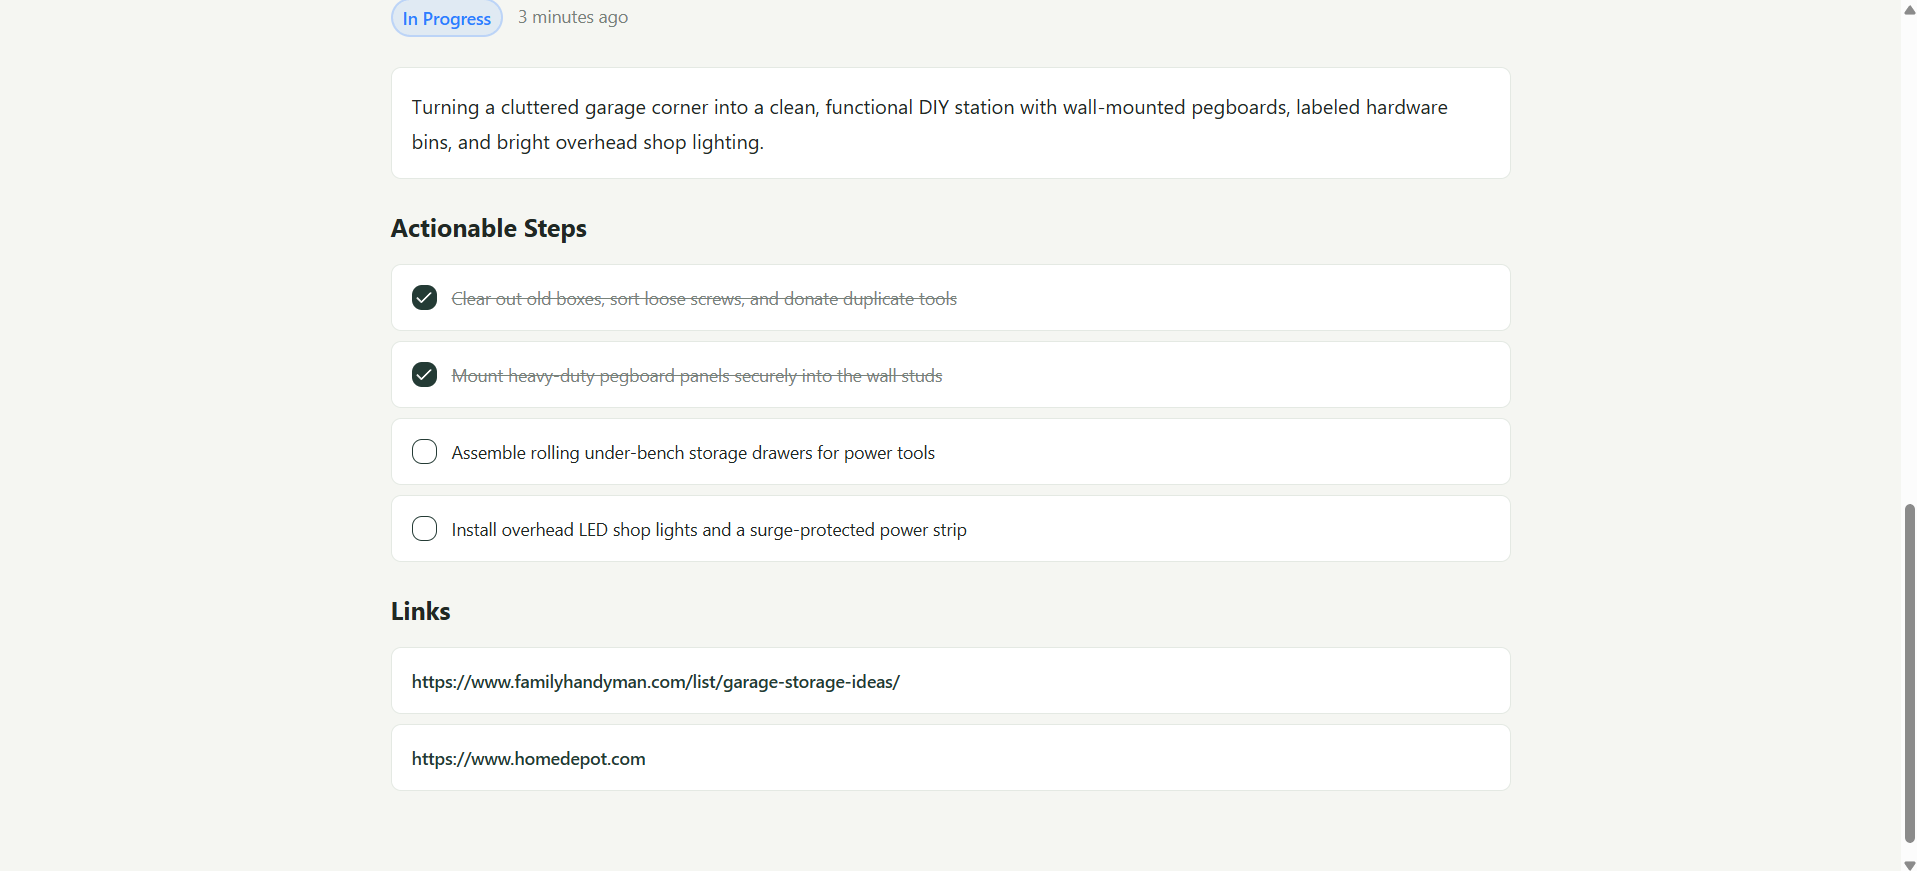 In Progress 3 minutes ago
Turning a cluttered garage corner into a clean, functional DIY station with wall-mounted pegboards, labeled hardware
bins, and bright overhead shop lighting.
Actionable Steps
Clear out old boxes, sort loose screws, and donate duplicate tools
Mount heavy-duty pegboard panels securely into the wall studs
Assemble rolling under-bench storage drawers for power tools
Install overhead LED shop lights and a surge-protected power strip
Links
https://www.familyhandyman.com/list/garage-storage-ideas/
https://www.homedepot.com